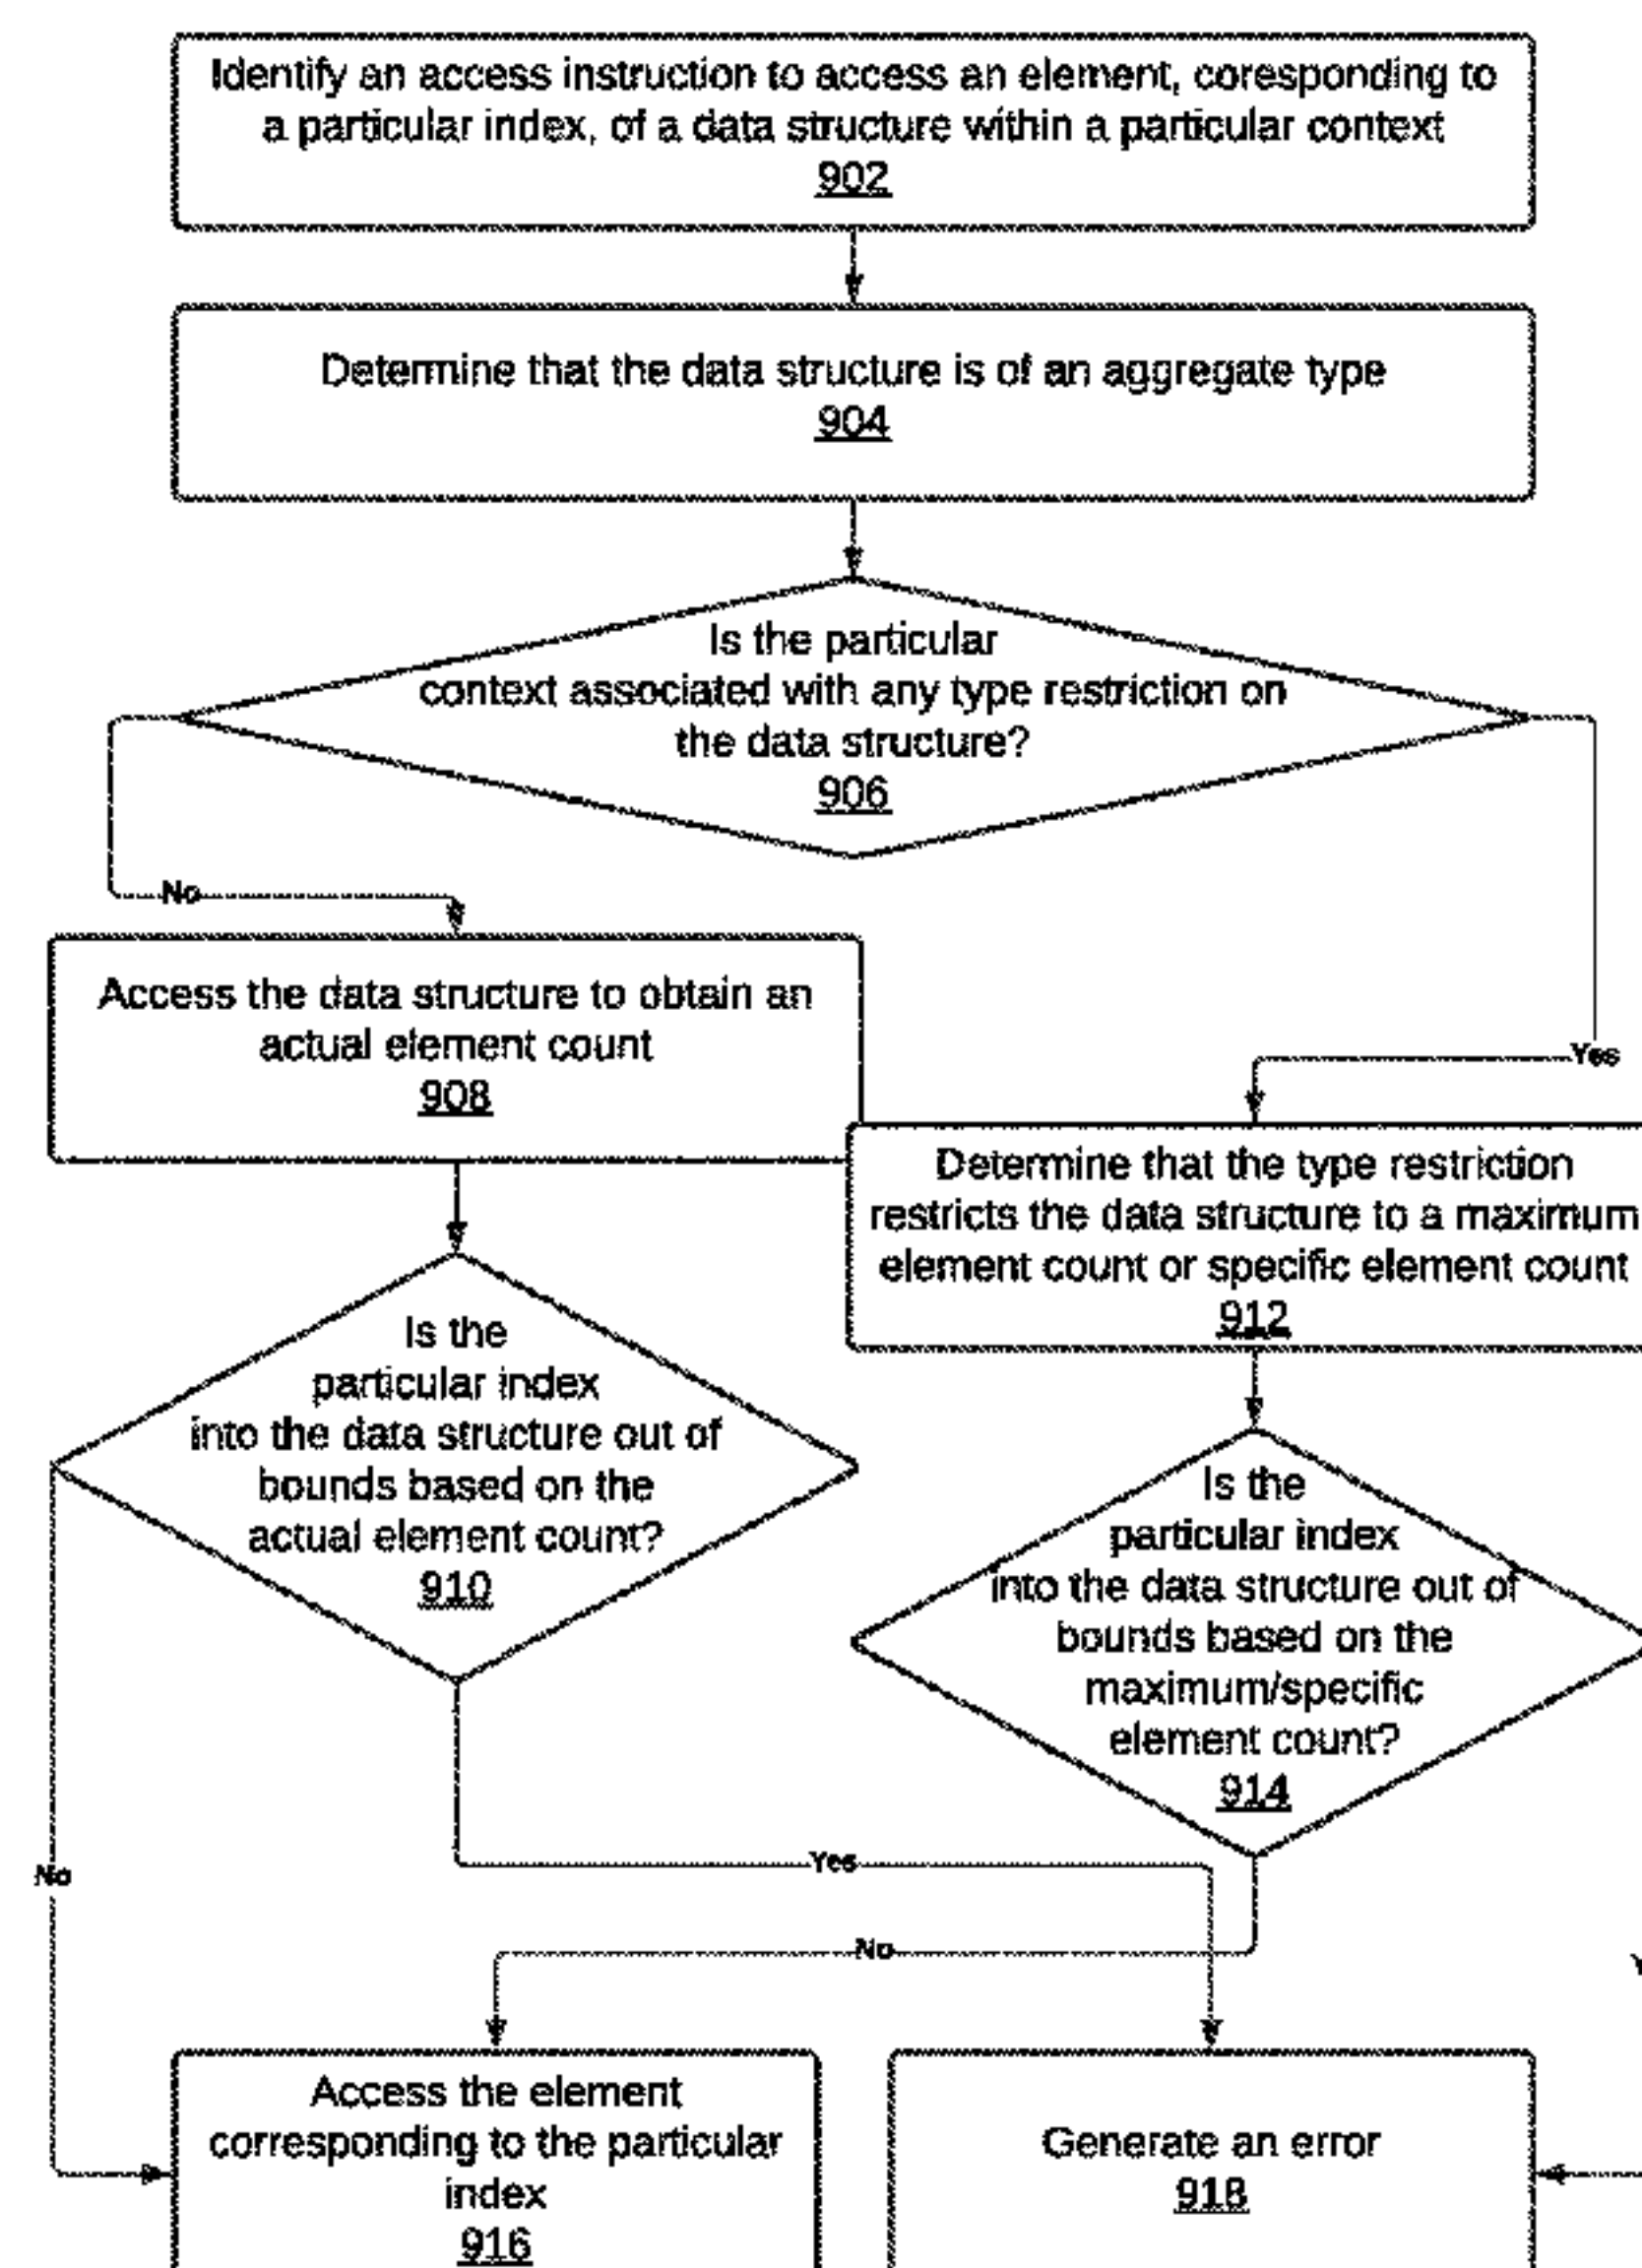 Identify an access instruction to access an element, coresponding to
a particular index, of a data structure within a particular context
902
Determine that the data structure is of an aggregate type
904
Is the particular
context associated with any type restriction on
the data structure?
906
No
Access the data structure to obtain an
actual element count
908
Yes
Determine that the type restriction
restricts the data structure to a maximum
element count or specific element count
912
Is the
particular index
into the data structure out of
bounds based on the
actual element count?
910
Is the
particular index
into the data structure out of
bounds based on the
maximum/specific
element count?
914
No
Yes
No
Access the element
corresponding to the particular
index
916
Generate an error
918